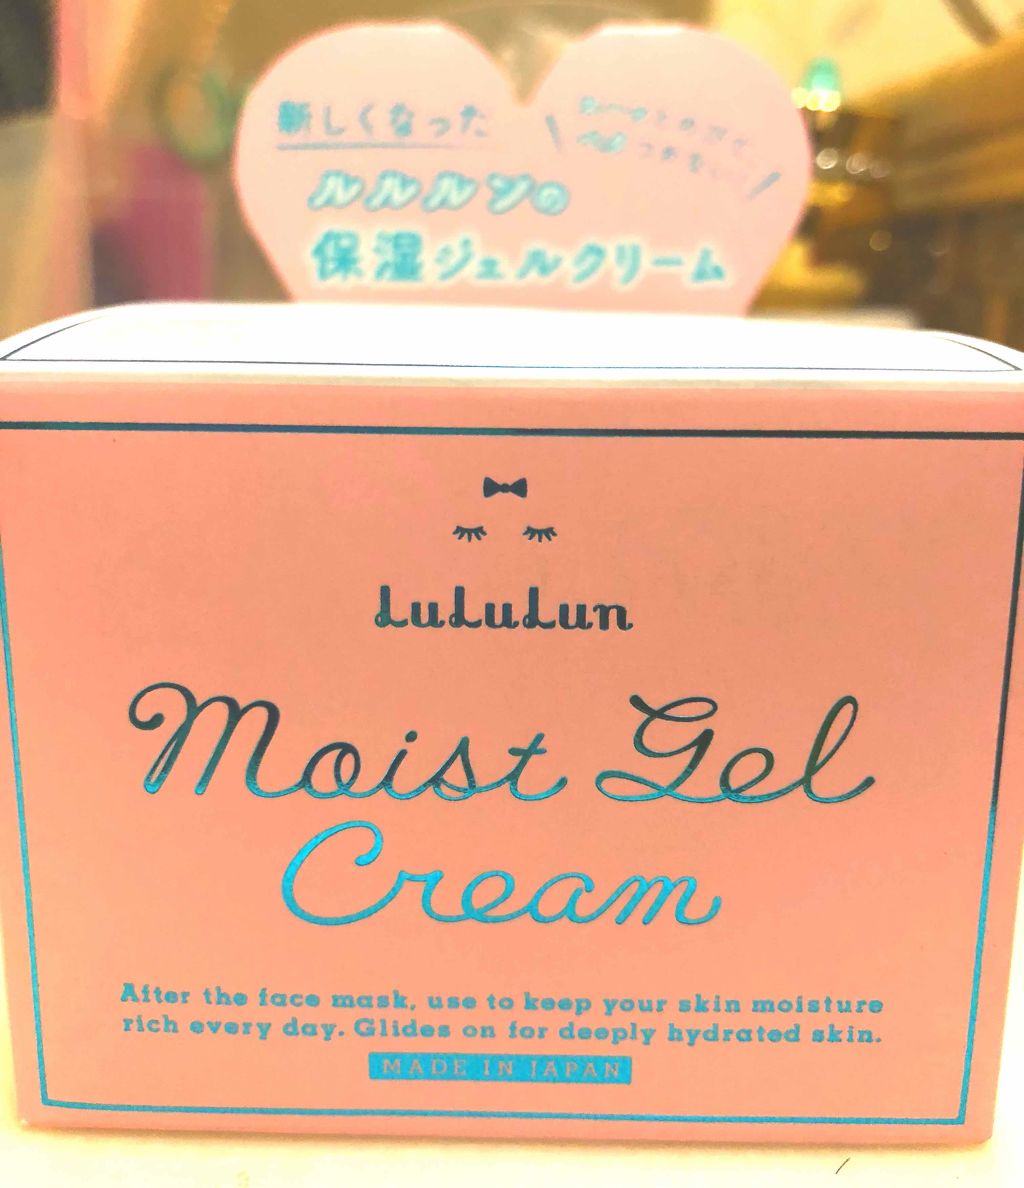 新しくなった
ルルルンの
保湿ジェルクリーム
LuLuLun
Moist Gel
Cream
After the face mask, use to keep your skin moisture
rich every day. Glides on for deeply hydrated skin.
MADE IN JAPAN